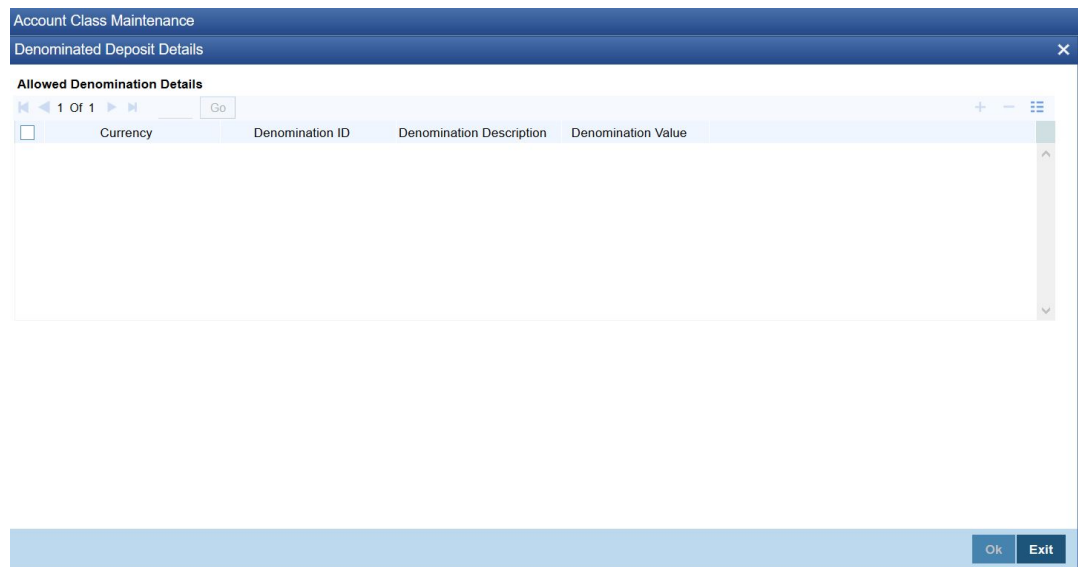 Account Class Maintenance
Denominated Deposit Details
Allowed Denomination Details
1 Of 1 Go
Currency Denomination ID Denomination Description Denomination Value
Ok Exit